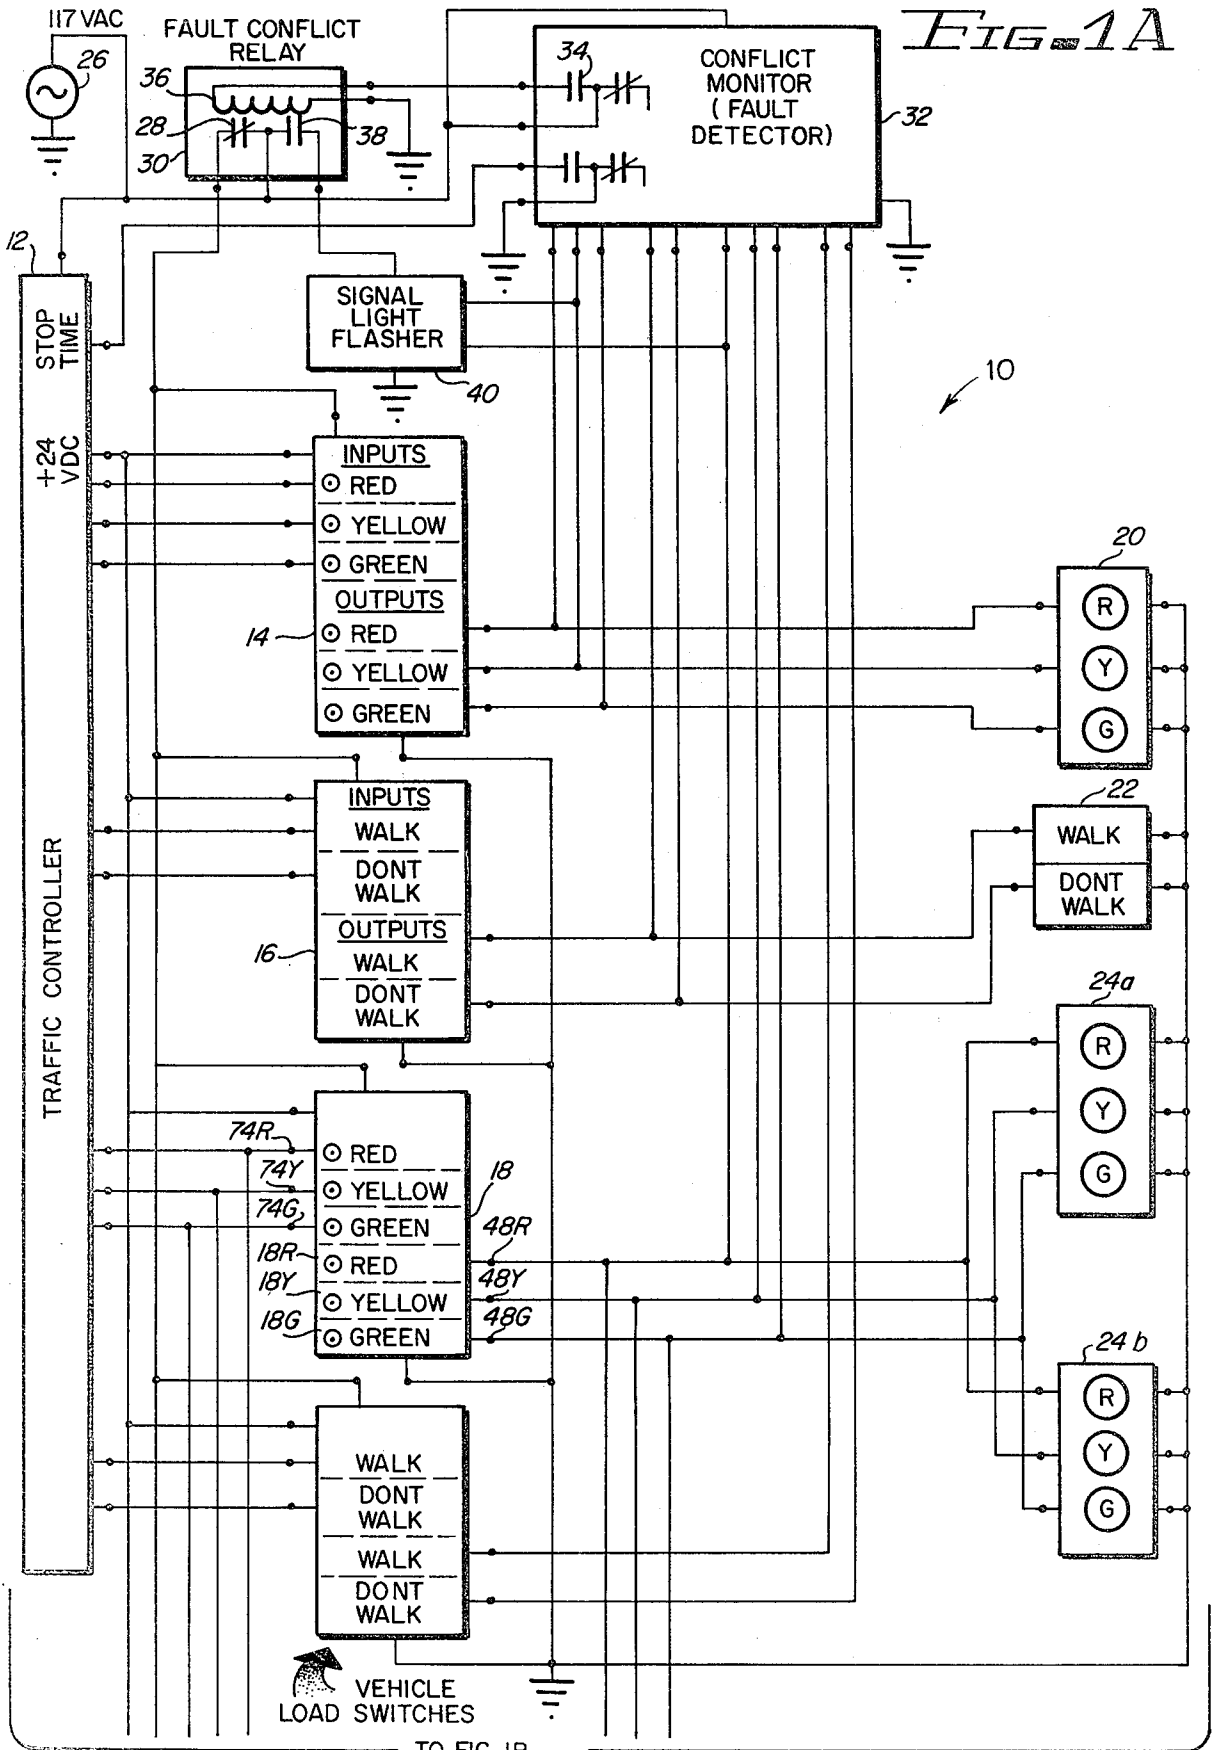 117 VAC
26
FAULT CONFLICT
RELAY
36
28
38
30
34
CONFLICT
MONITOR
( FAULT
DETECTOR)
32
FIG. 1A
12
STOP
TIME
+24
VDC
TRAFFIC CONTROLLER
SIGNAL
LIGHT
FLASHER
40
10
INPUTS
RED
YELLOW
GREEN
OUTPUTS
RED
YELLOW
GREEN
14
20
R
Y
G
INPUTS
WALK
DONT
WALK
OUTPUTS
WALK
DONT
WALK
16
22
WALK
DONT
WALK
24a
R
Y
G
74R
74Y
74G
RED
YELLOW
GREEN
RED
YELLOW
GREEN
18
18R
18Y
18G
48R
48Y
48G
24b
R
Y
G
WALK
DONT
WALK
WALK
DONT
WALK
VEHICLE
LOAD SWITCHES
TO FIG. 1B